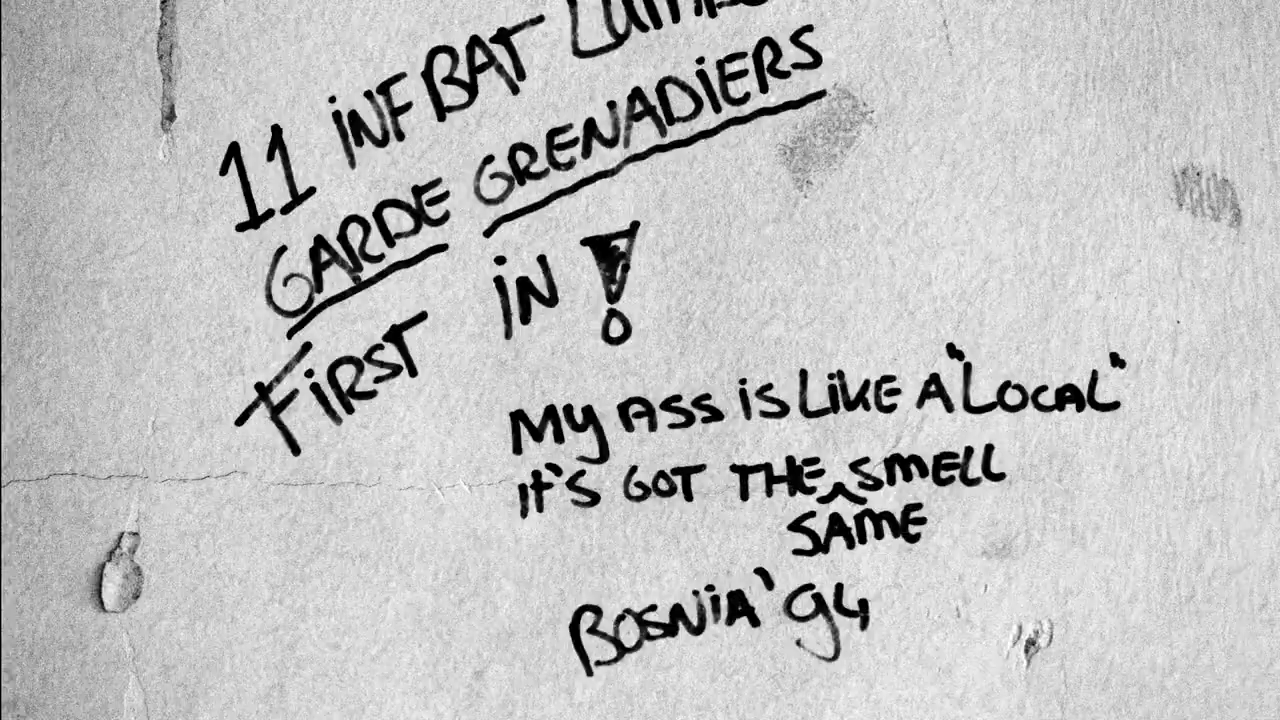 11 INFBAT
GARDE GRENADIERS
FIRST IN!
MY ASS IS LIKE A "LOCAL"
IT'S GOT THE ^ SMELL
SAME
BOSNIA '94